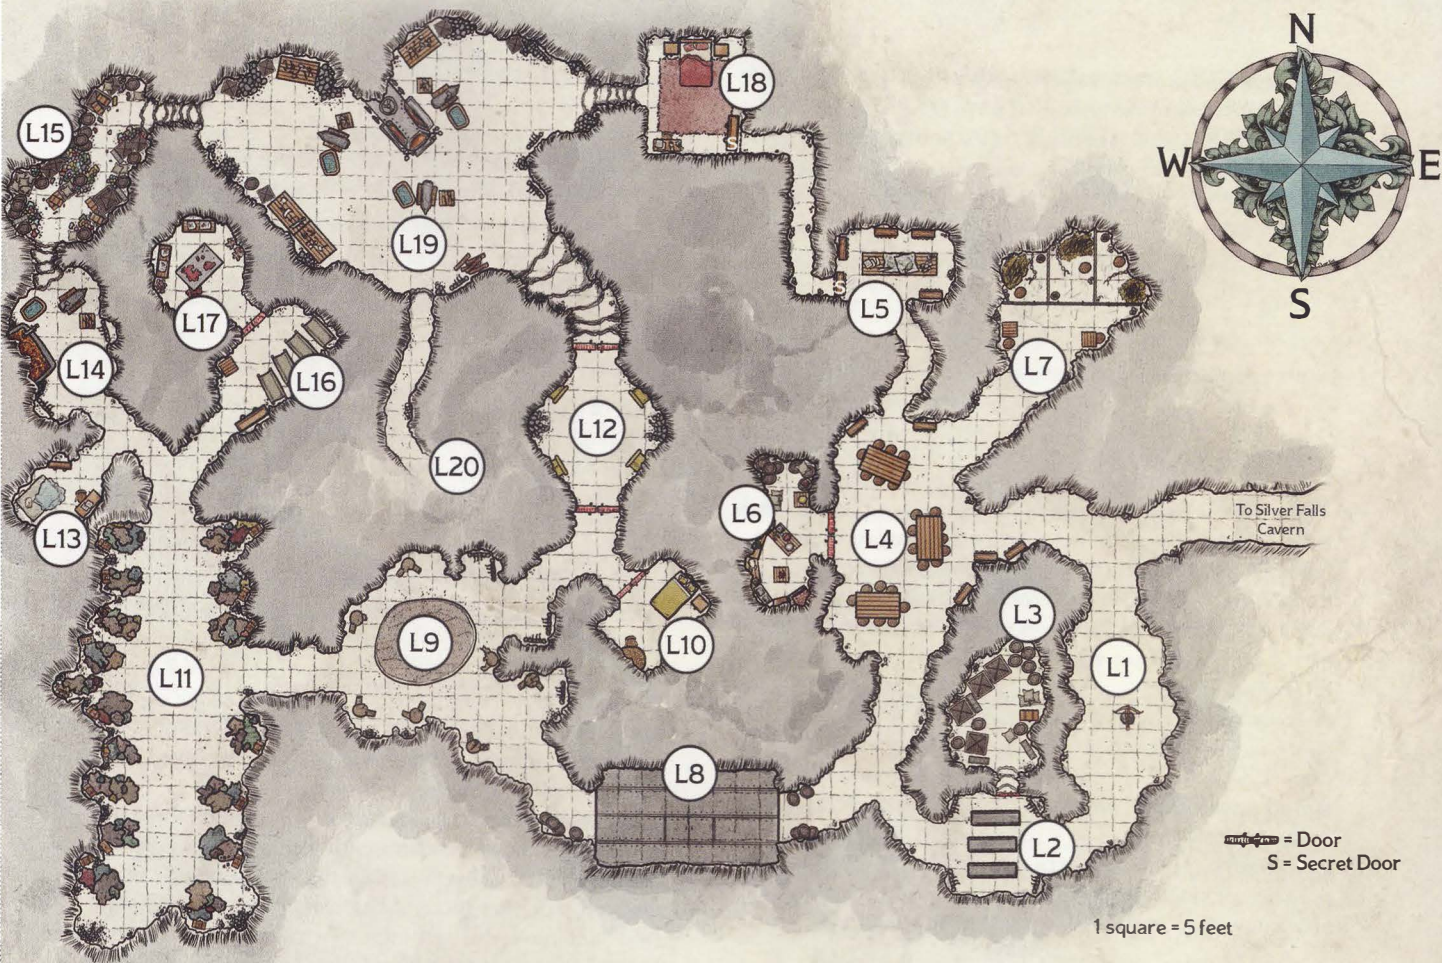 N
L18
L15
W
E
L19
S
S
L5
S
L17
L14
L7
L16
L12
L20
L6
To Silver Falls
Cavern
L13
L4
L3
L9
L10
L1
L11
L8
= Door
L2
S = Secret Door
1 square = 5 feet